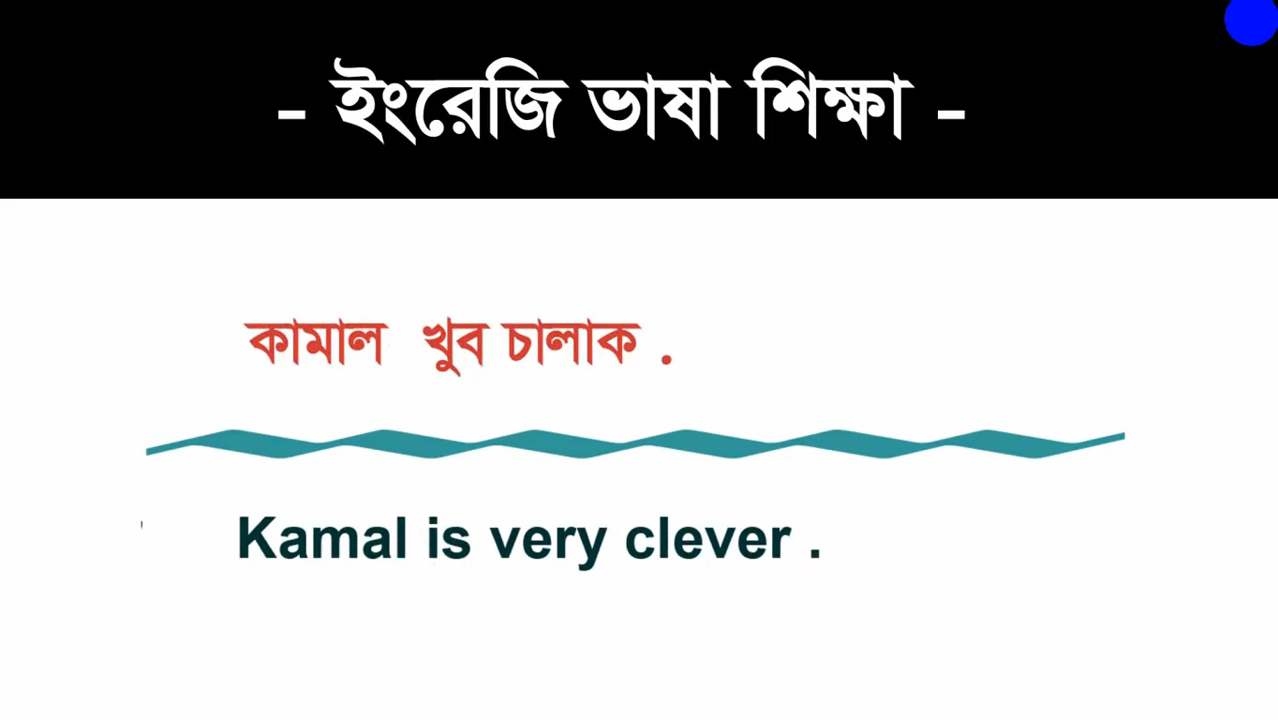 - ইংরেজি ভাষা শিক্ষা -
কামাল খুব চালাক .
Kamal is very clever .